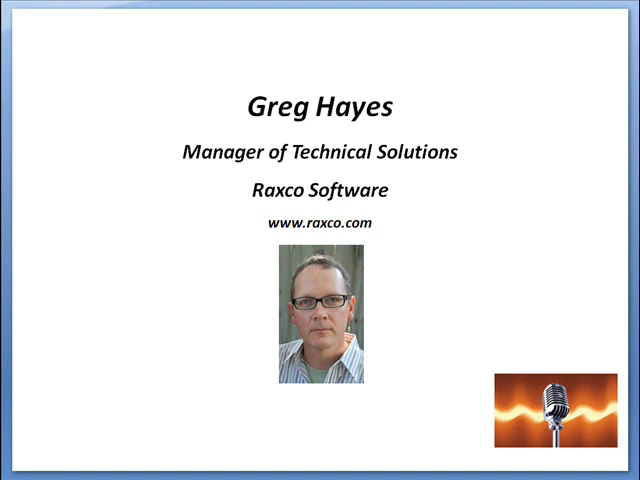 Greg Hayes
Manager of Technical Solutions
Raxco Software
www.raxco.com